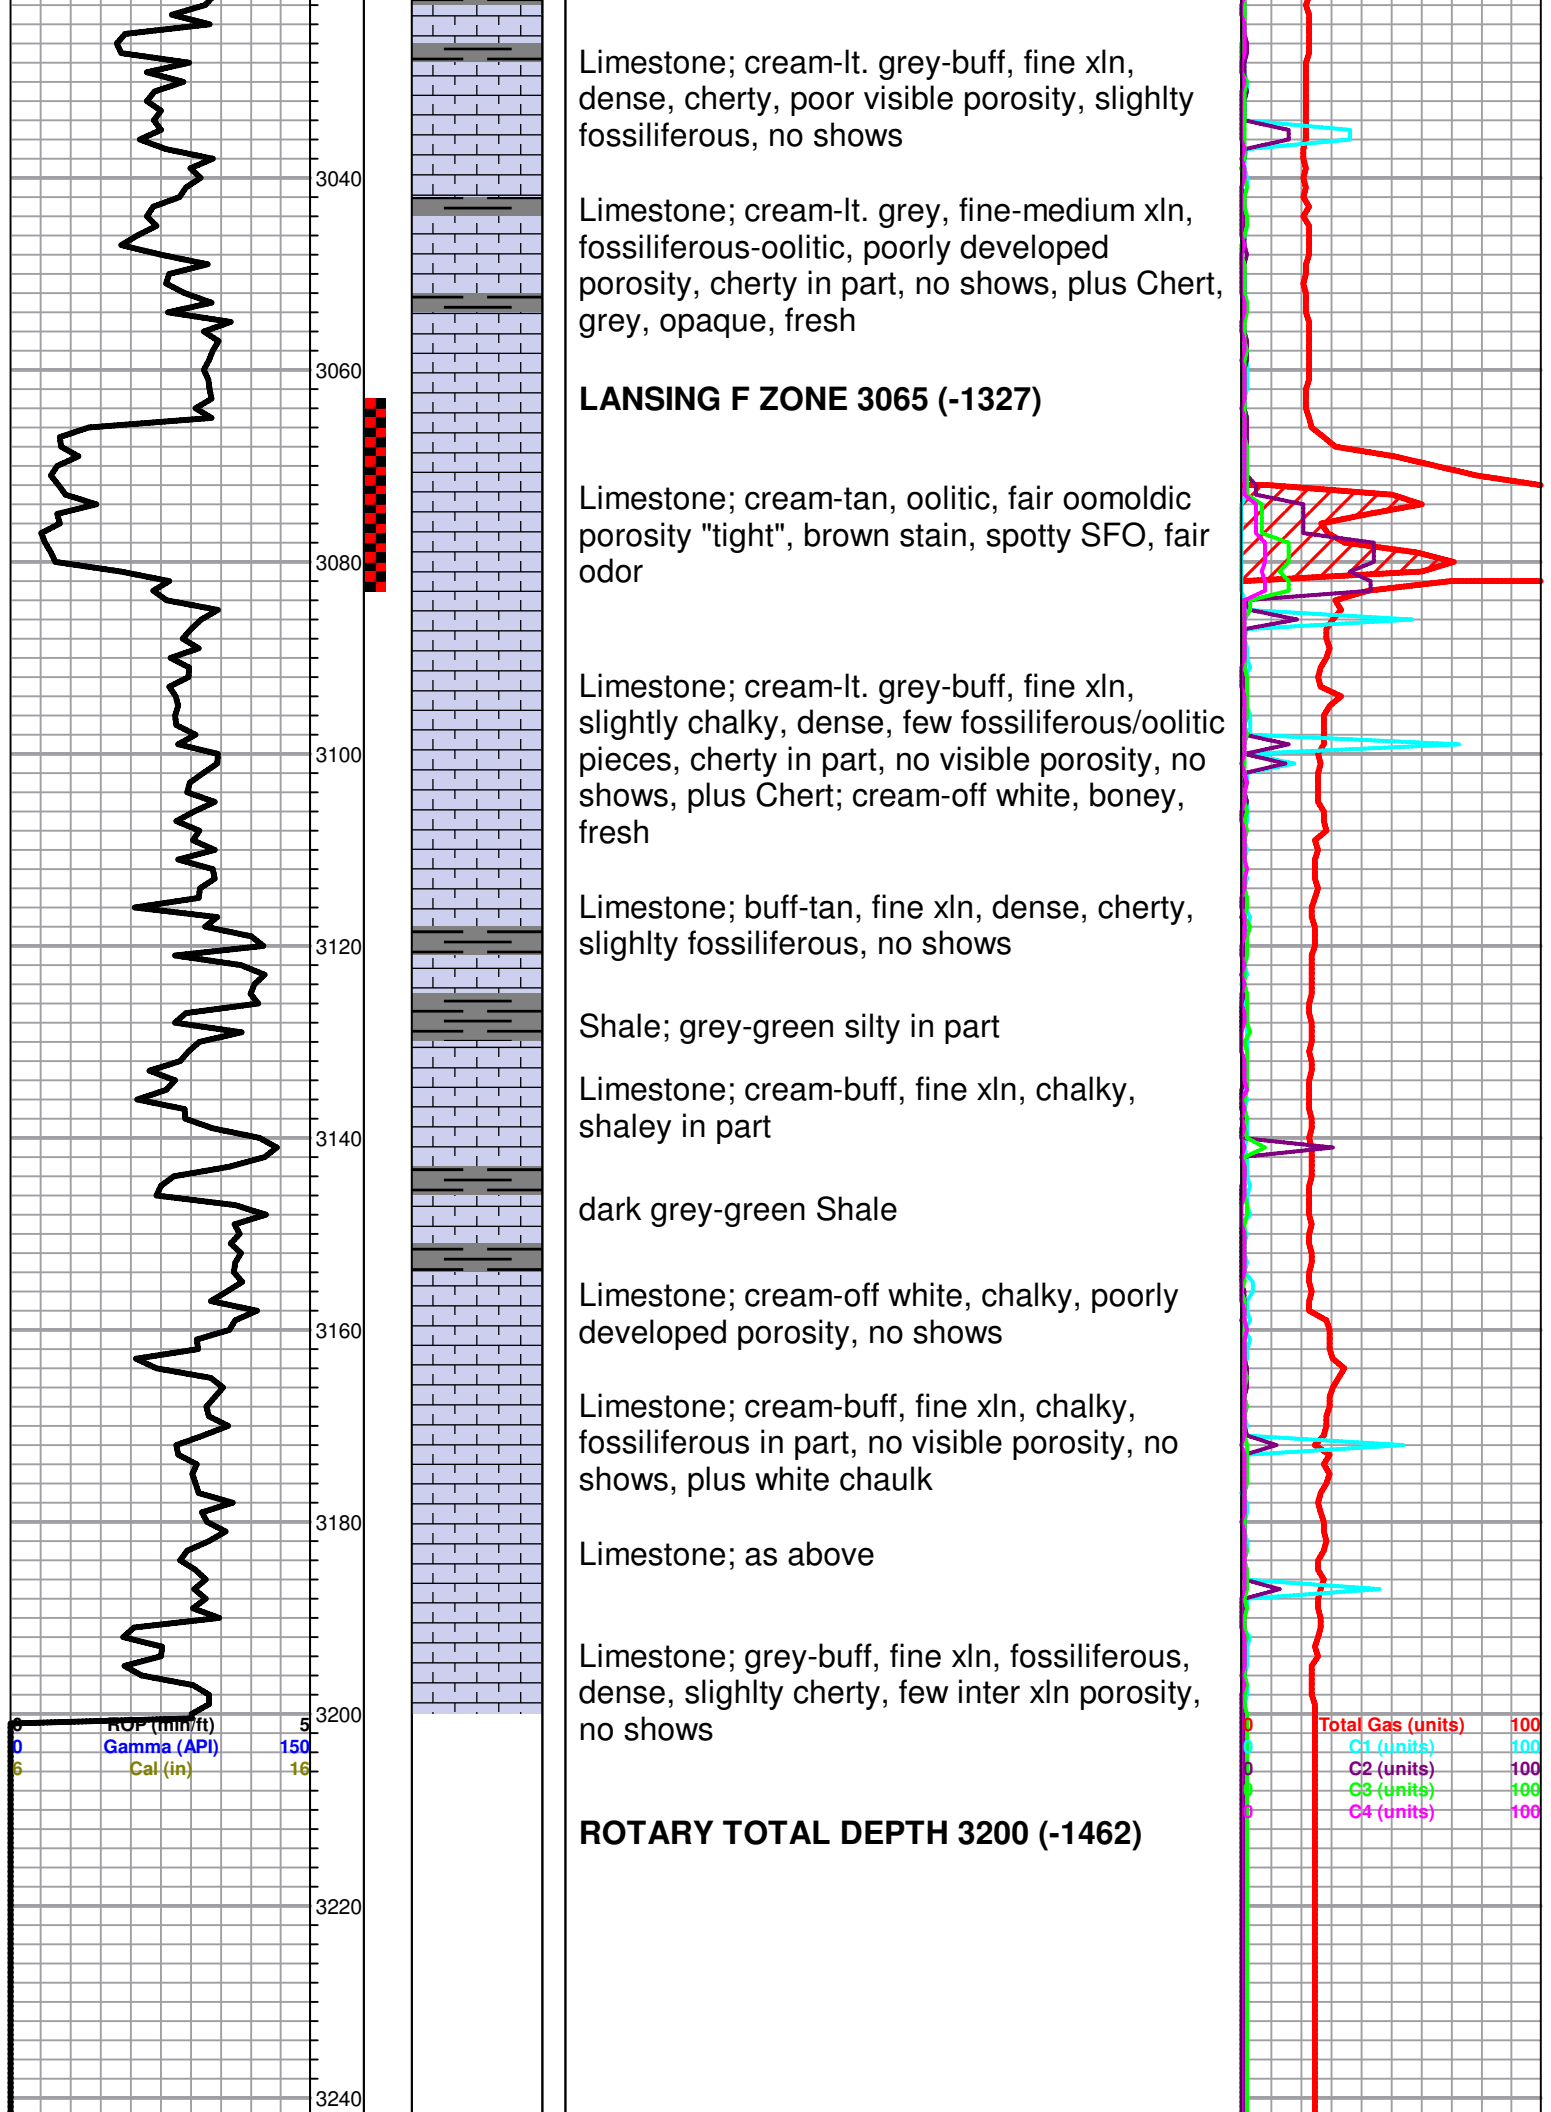 Limestone; cream-lt. grey-buff, fine xln,
dense, cherty, poor visible porosity, slighlty
fossiliferous, no shows
3040
Limestone; cream-lt. grey, fine-medium xln,
fossiliferous-oolitic, poorly developed
porosity, cherty in part, no shows, plus Chert,
grey, opaque, fresh
3060
LANSING F ZONE 3065 (-1327)
Limestone; cream-tan, oolitic, fair oomoldic
porosity "tight", brown stain, spotty SFO, fair
odor
3080
Limestone; cream-lt. grey-buff, fine xln,
slightly chalky, dense, few fossiliferous/oolitic
pieces, cherty in part, no visible porosity, no
shows, plus Chert; cream-off white, boney,
fresh
3100
Limestone; buff-tan, fine xln, dense, cherty,
slighlty fossiliferous, no shows
3120
Shale; grey-green silty in part
Limestone; cream-buff, fine xln, chalky,
shaley in part
3140
dark grey-green Shale
Limestone; cream-off white, chalky, poorly
developed porosity, no shows
3160
Limestone; cream-buff, fine xln, chalky,
fossiliferous in part, no visible porosity, no
shows, plus white chaulk
3180
Limestone; as above
Limestone; grey-buff, fine xln, fossiliferous,
dense, slighlty cherty, few inter xln porosity,
no shows
3200
0 ROP (min/ft) 5
0 Gamma (API) 150
6 Cal (in) 16
0 Total Gas (units) 100
0 C1 (units) 100
0 C2 (units) 100
0 C3 (units) 100
0 C4 (units) 100
ROTARY TOTAL DEPTH 3200 (-1462)
3220
3240